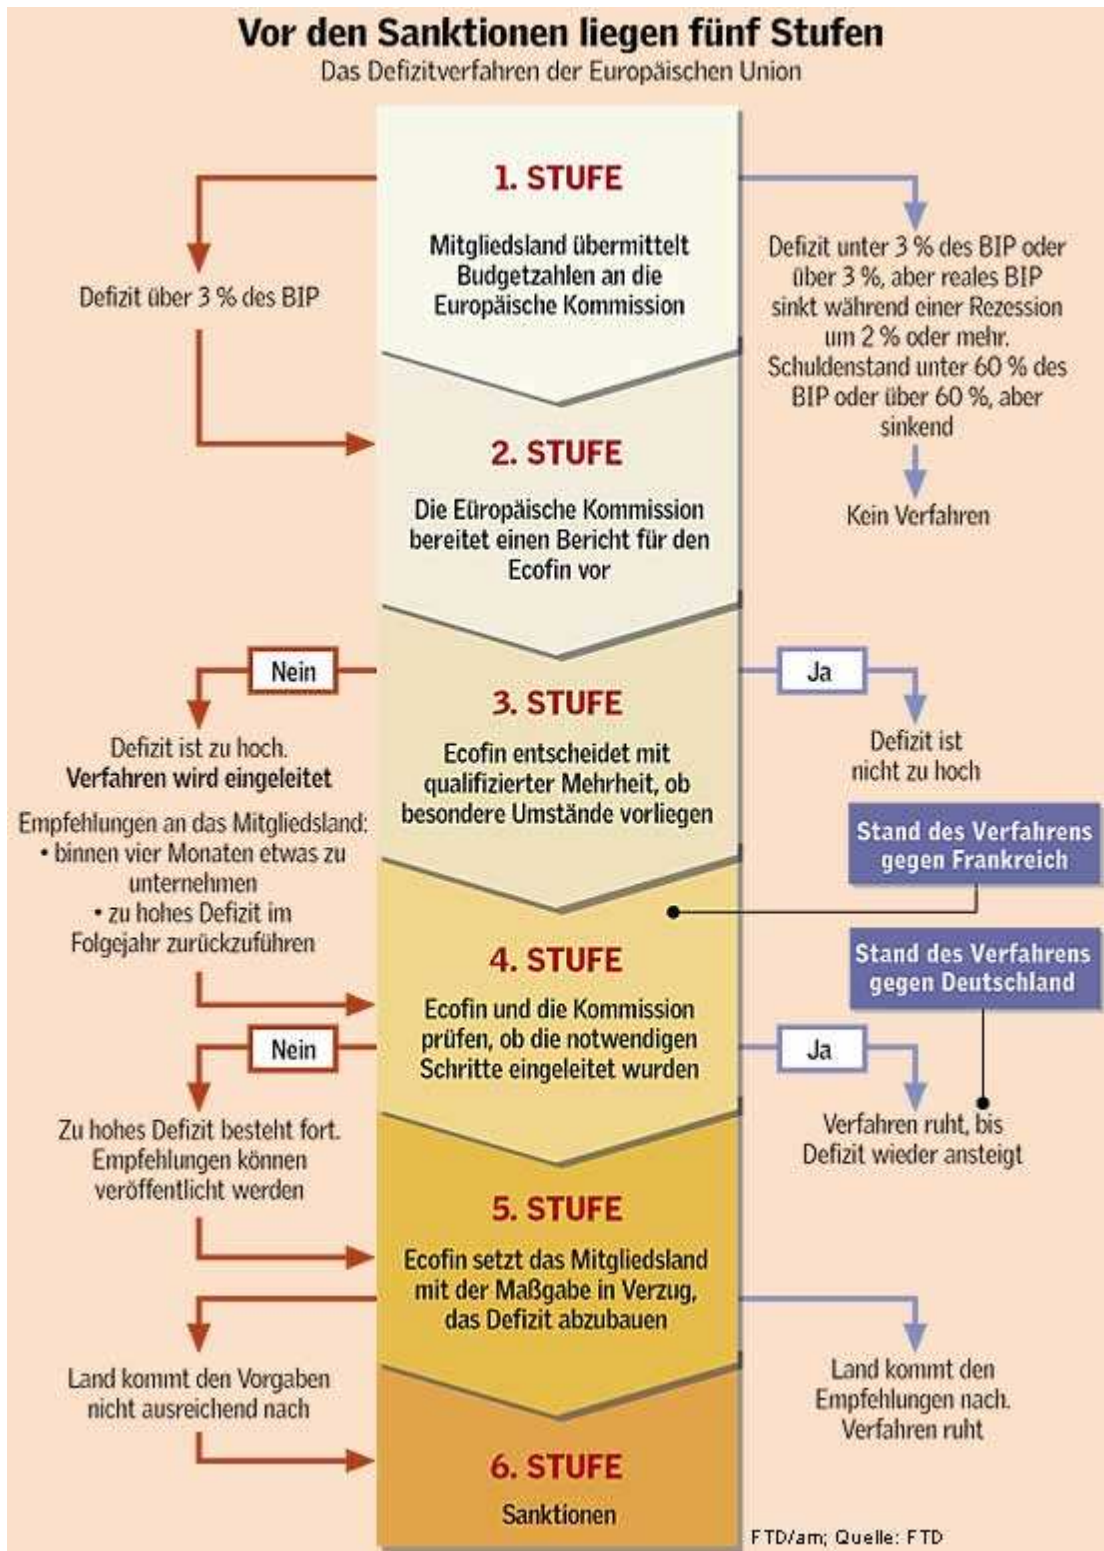 Vor den Sanktionen liegen fünf Stufen
Das Defizitverfahren der Europäischen Union
1. STUFE
Mitgliedsland übermittelt
Budgetzahlen an die
Europäische Kommission
Defizit über 3 % des BIP
Defizit unter 3 % des BIP oder
über 3 %, aber reales BIP
sinkt während einer Rezession
um 2 % oder mehr.
Schuldenstand unter 60 % des
BIP oder über 60 %, aber
sinkend
Kein Verfahren
2. STUFE
Die Eüropäische Kommission
bereitet einen Bericht für den
Ecofin vor
3. STUFE
Ecofin entscheidet mit
qualifizierter Mehrheit, ob
besondere Umstände vorliegen
Nein
Defizit ist zu hoch.
Verfahren wird eingeleitet
Empfehlungen an das Mitgliedsland:
• binnen vier Monaten etwas zu
unternehmen
• zu hohes Defizit im
Folgejahr zurückzuführen
Ja
Defizit ist
nicht zu hoch
Stand des Verfahrens
gegen Frankreich
Stand des Verfahrens
gegen Deutschland
4. STUFE
Ecofin und die Kommission
prüfen, ob die notwendigen
Schritte eingeleitet wurden
Nein
Zu hohes Defizit besteht fort.
Empfehlungen können
veröffentlicht werden
Ja
Verfahren ruht, bis
Defizit wieder ansteigt
5. STUFE
Ecofin setzt das Mitgliedsland
mit der Maßgabe in Verzug,
das Defizit abzubauen
Land kommt den Vorgaben
nicht ausreichend nach
Land kommt den
Empfehlungen nach.
Verfahren ruht
6. STUFE
Sanktionen
FTD/am; Quelle: FTD